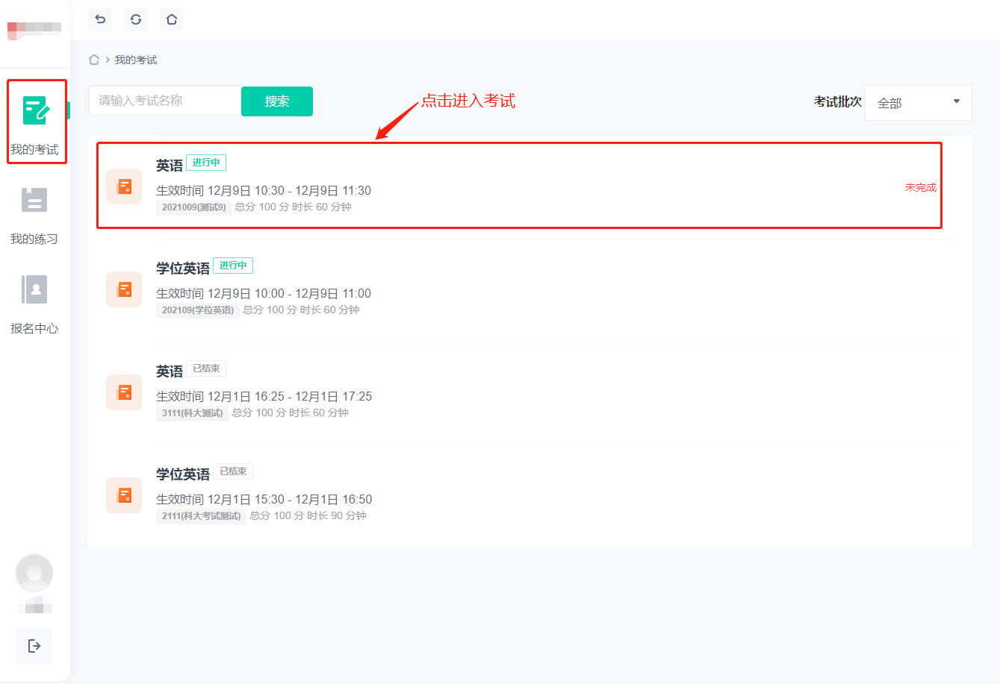 我的考试
请输入考试名称
搜索
点击进入考试
考试批次
全部
我的考试
我的练习
报名中心
英语 进行中
生效时间 12月9日 10:30 - 12月9日 11:30
2021009(测试9) 总分 100 分 时长 60 分钟
未完成
学位英语 进行中
生效时间 12月9日 10:00 - 12月9日 11:00
202109(学位英语) 总分 100 分 时长 60 分钟
英语 已结束
生效时间 12月1日 16:25 - 12月1日 17:25
3111(科大测试) 总分 100 分 时长 60 分钟
学位英语 已结束
生效时间 12月1日 15:30 - 12月1日 16:50
2111(科大考试测试) 总分 100 分 时长 90 分钟